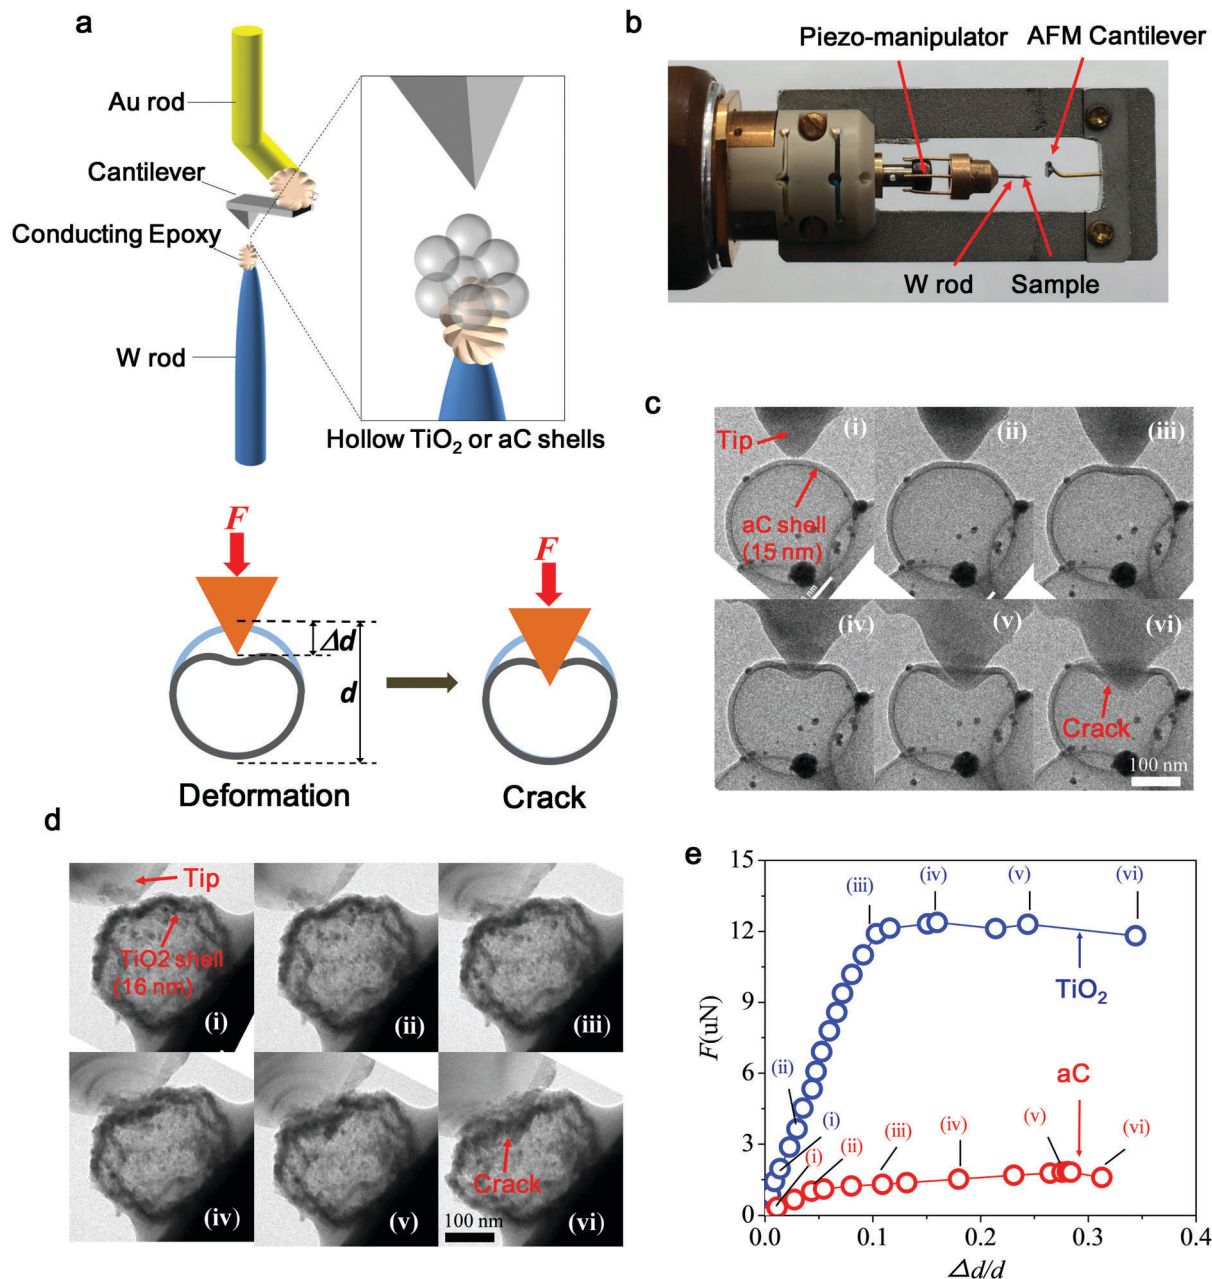 a
Au rod
Cantilever
Conducting Epoxy
W rod
Hollow TiO₂ or aC shells
F
F
Δd
d
Deformation
Crack
b
Piezo-manipulator
AFM Cantilever
W rod
Sample
c
Tip
(i)
(ii)
(iii)
aC shell
(15 nm)
(iv)
(v)
(vi)
Crack
100 nm
d
Tip
TiO2 shell
(16 nm)
(i)
(ii)
(iii)
(iv)
(v)
(vi)
Crack
100 nm
e
15
12
9
6
3
0
F(uN)
(i)
(ii)
(iii)
(iv)
(v)
(vi)
TiO₂
aC
(i)
(ii)
(iii)
(iv)
(v)
(vi)
0.0
0.1
0.2
0.3
0.4
Δd/d